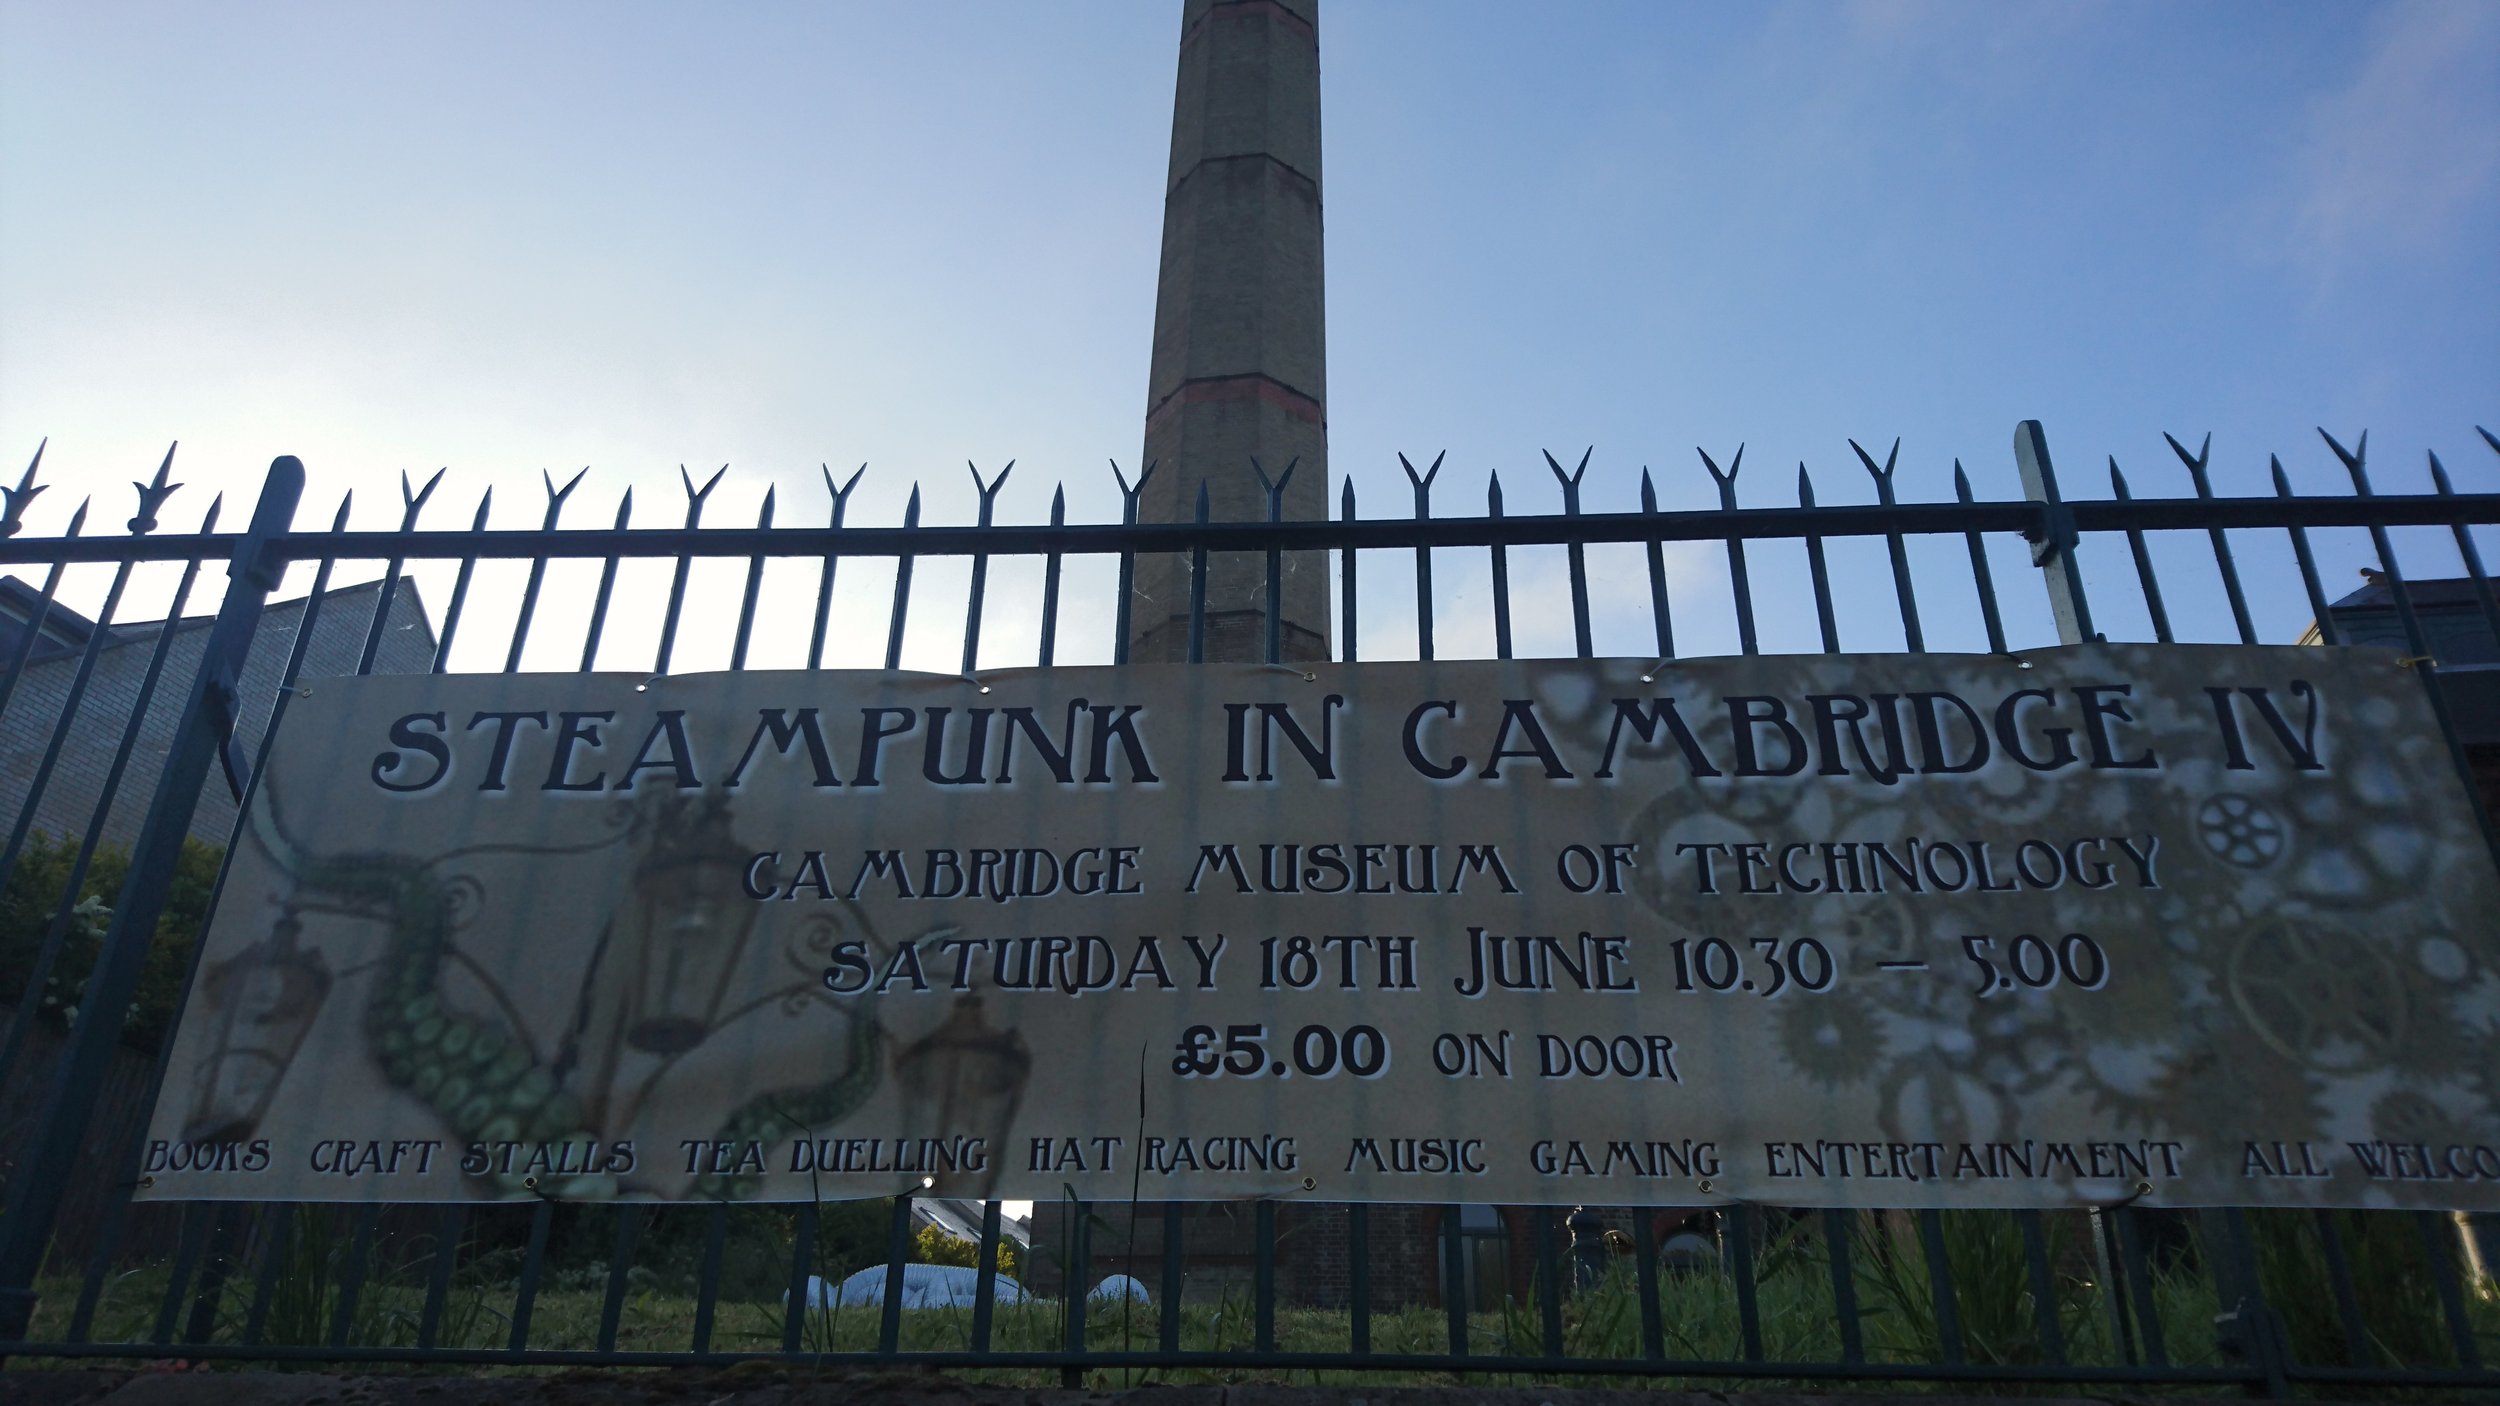 STEAMPUNK IN CAMBRIDGE IV
CAMBRIDGE MUSEUM OF TECHNOLOGY
SATURDAY 18TH JUNE 10.30 – 5.00
£5.00 ON DOOR
BOOKS CRAFT STALLS TEA DUELLING HAT RACING MUSIC GAMING ENTERTAINMENT ALL WELCO